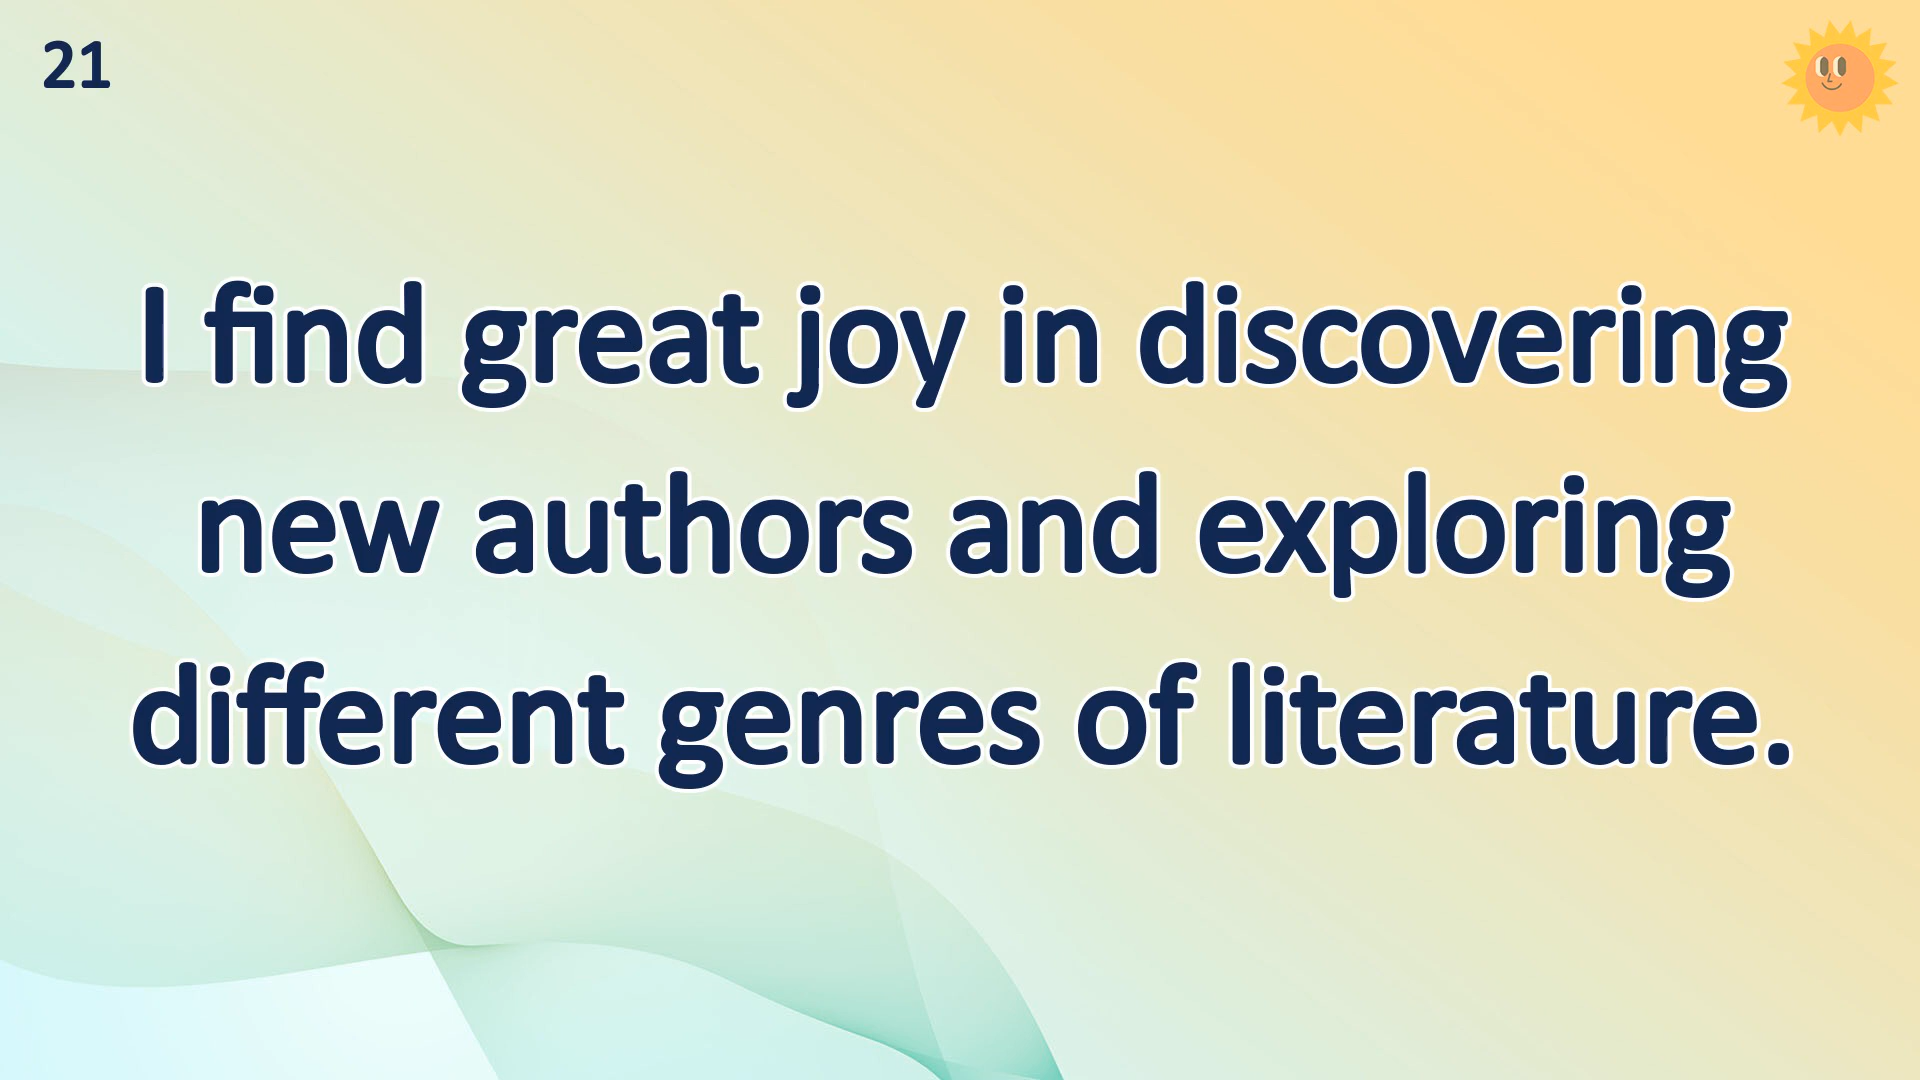 21
I find great joy in discovering
new authors and exploring
different genres of literature.